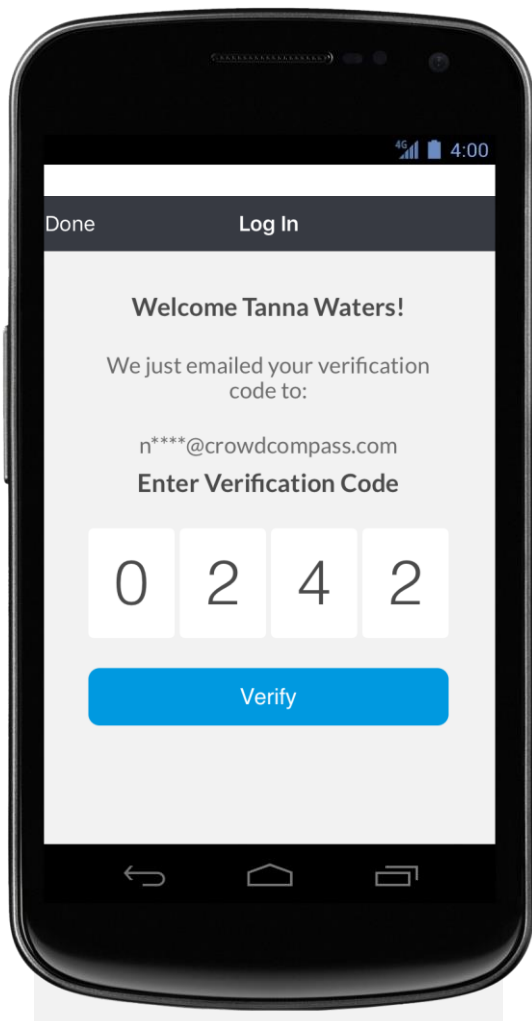 4G 4:00
Done Log In
Welcome Tanna Waters!
We just emailed your verification
code to:
n****@crowdcompass.com
Enter Verification Code
0 2 4 2
Verify